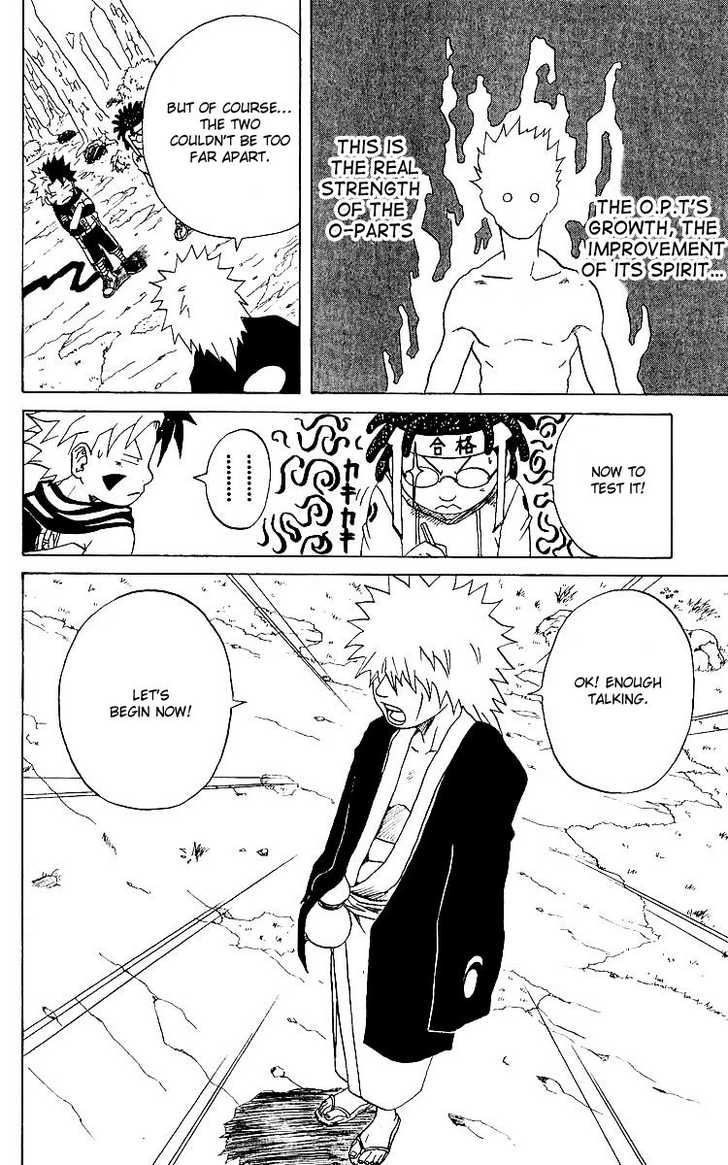 THE O.P.T'S
GROWTH, THE
IMPROVEMENT
OF ITS SPIRIT...
THIS IS
THE REAL
STRENGTH
OF THE
O-PARTS
BUT OF COURSE...
THE TWO
COULDN'T BE TOO
FAR APART.
NOW TO
TEST IT!
合格
カキカキ
......
OK! ENOUGH
TALKING.
LET'S
BEGIN NOW!